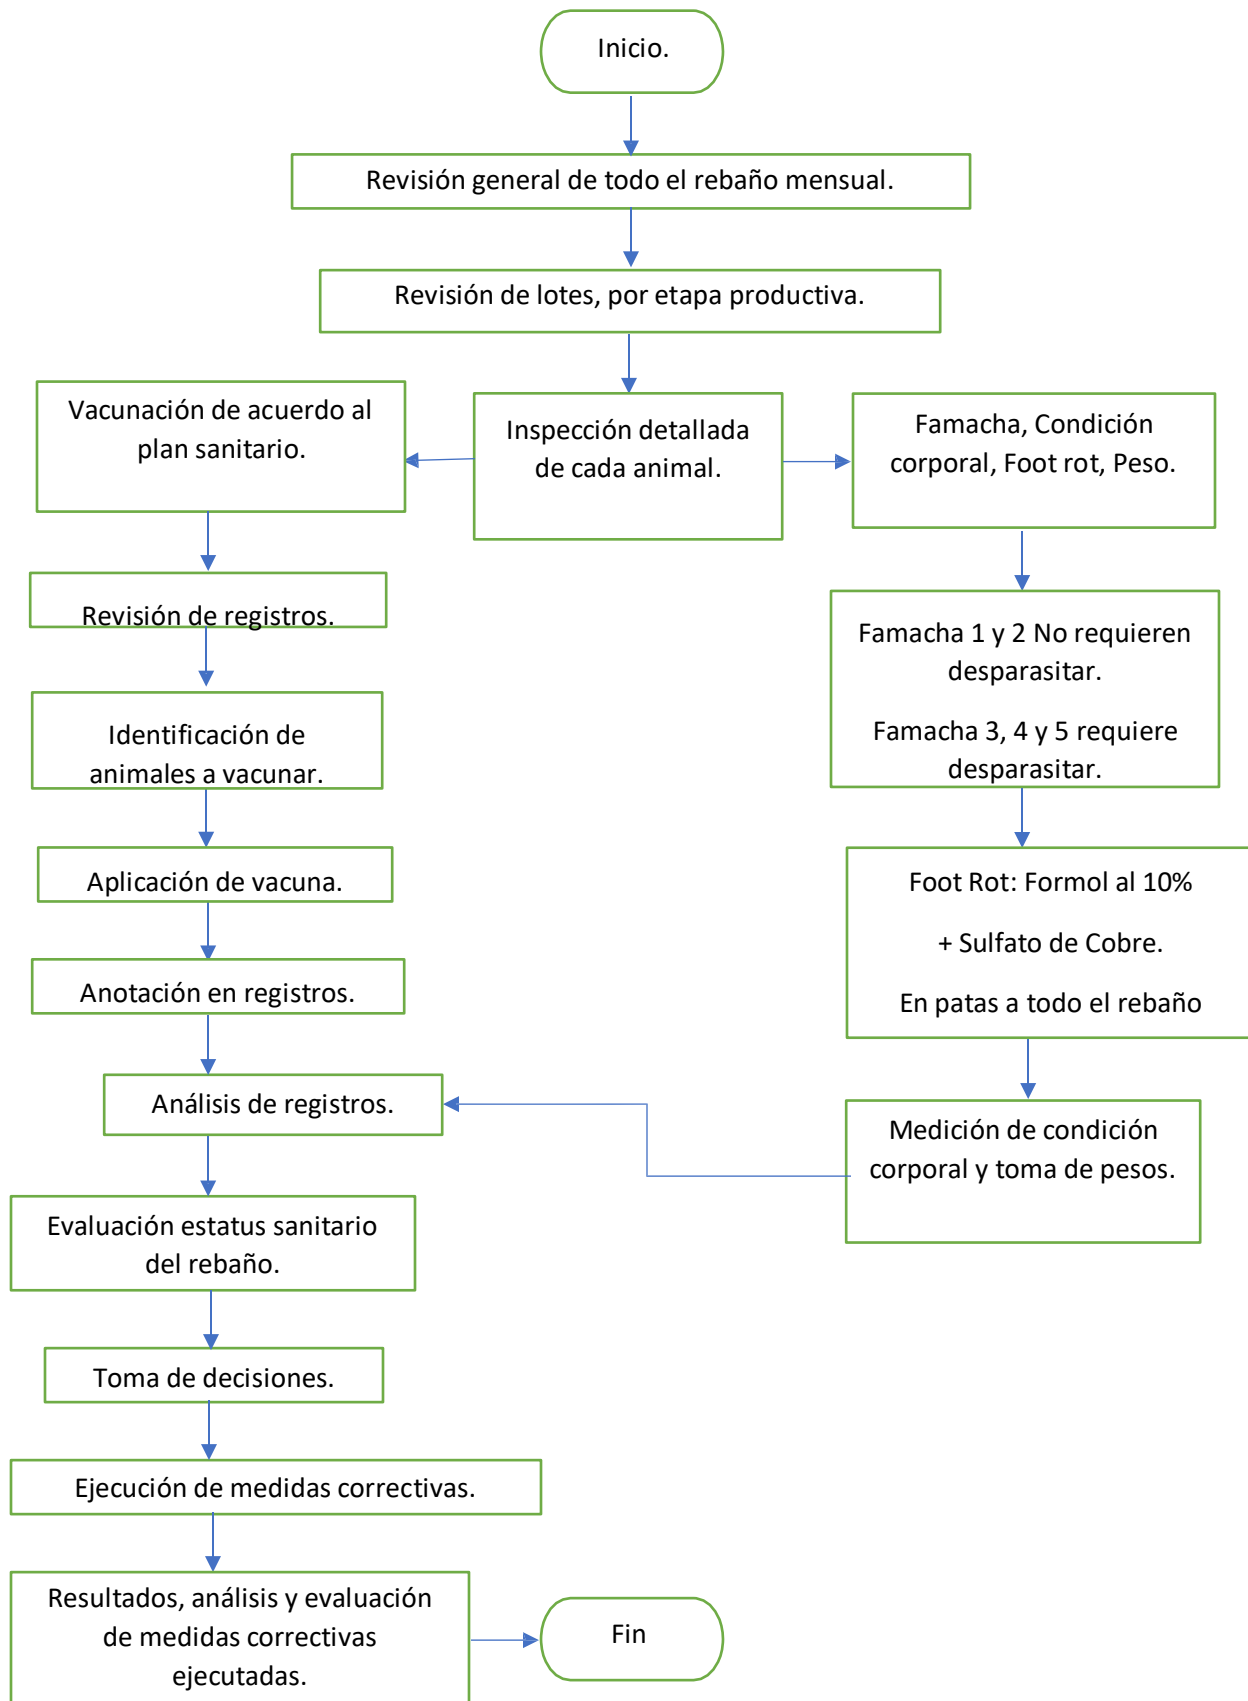 Inicio.
Revisión general de todo el rebaño mensual.
Revisión de lotes, por etapa productiva.
Vacunación de acuerdo al
plan sanitario.
Inspección detallada
de cada animal.
Famacha, Condición
corporal, Foot rot, Peso.
Revisión de registros.
Identificación de
animales a vacunar.
Aplicación de vacuna.
Anotación en registros.
Famacha 1 y 2 No requieren
desparasitar.
Famacha 3, 4 y 5 requiere
desparasitar.
Foot Rot: Formol al 10%
+ Sulfato de Cobre.
En patas a todo el rebaño
Medición de condición
corporal y toma de pesos.
Análisis de registros.
Evaluación estatus sanitario
del rebaño.
Toma de decisiones.
Ejecución de medidas correctivas.
Resultados, análisis y evaluación
de medidas correctivas
ejecutadas.
Fin